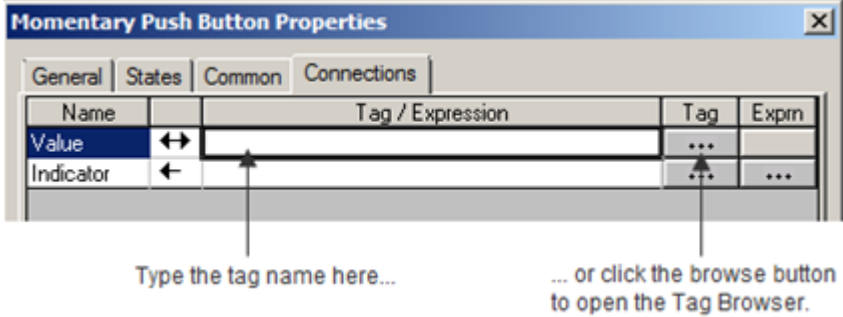 Momentary Push Button Properties
General States Common Connections
Name Tag / Expression Tag Exprn
Value ↔ ...
Indicator ← ... ...
Type the tag name here...
... or click the browse button
to open the Tag Browser.